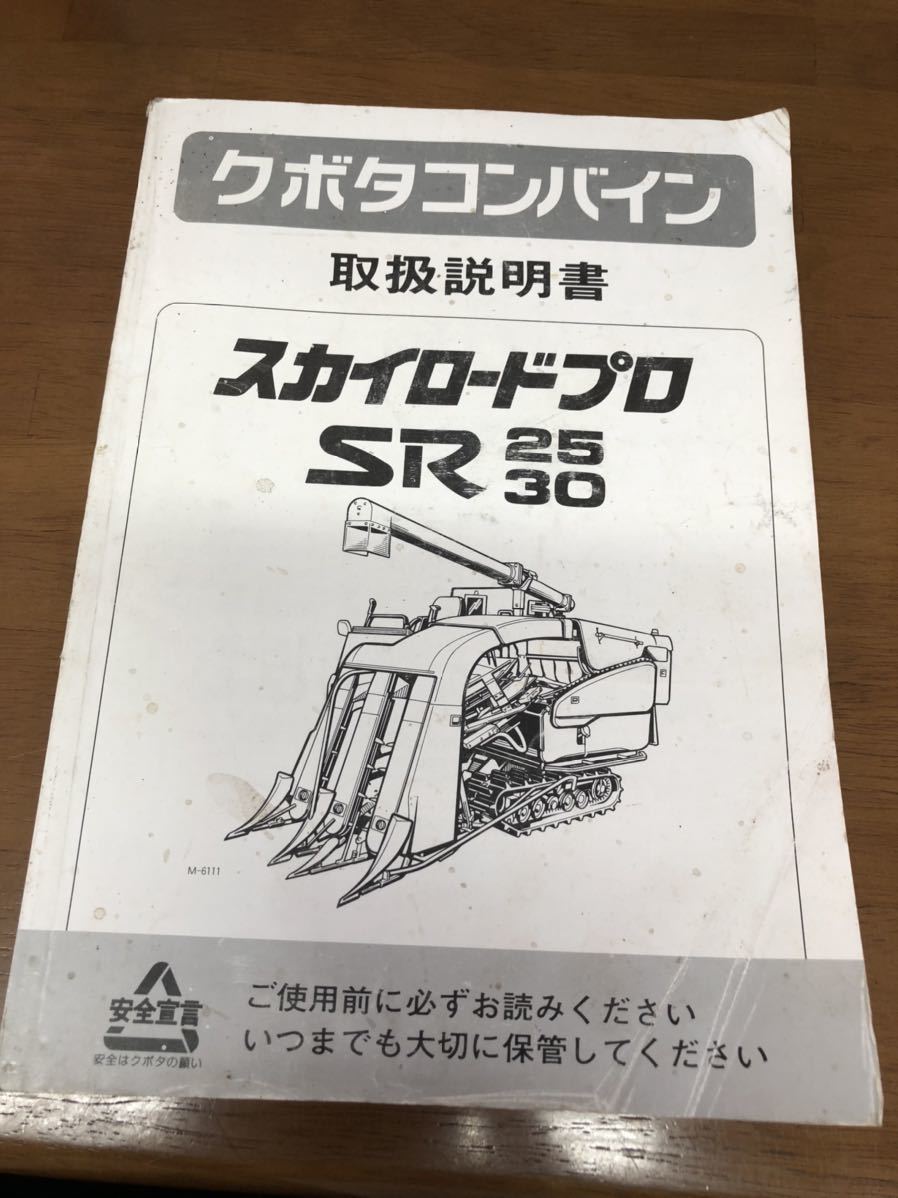 クボタコンバイン
取扱説明書
スカイロードプロ
SR 25
30
M-6111
安全宣言
安全はクボタの願い
ご使用前に必ずお読みください
いつまでも大切に保管してください